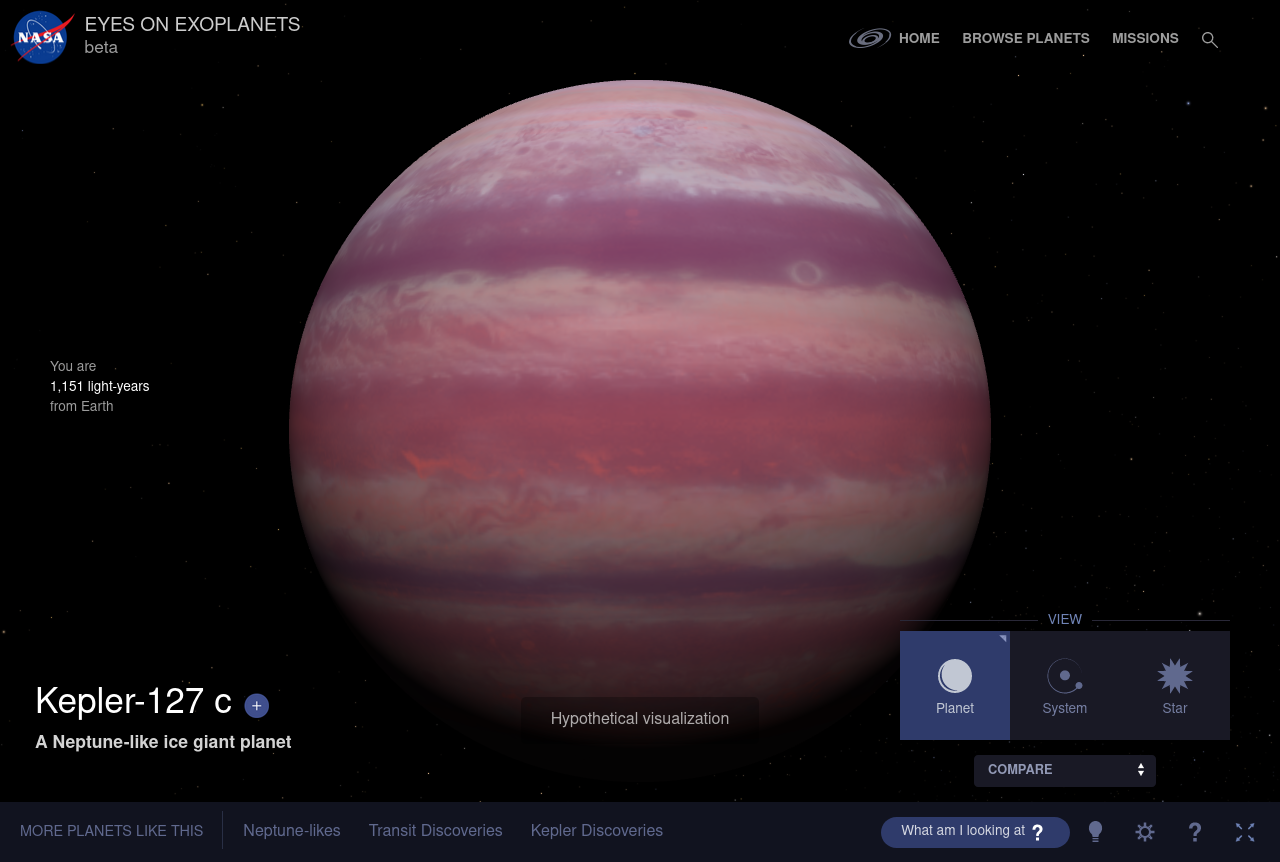 NASA
EYES ON EXOPLANETS
beta
HOME
BROWSE PLANETS
MISSIONS
You are
1,151 light-years
from Earth
Kepler-127 c +
A Neptune-like ice giant planet
Hypothetical visualization
VIEW
Planet
System
Star
COMPARE
MORE PLANETS LIKE THIS
Neptune-likes
Transit Discoveries
Kepler Discoveries
What am I looking at ?
?